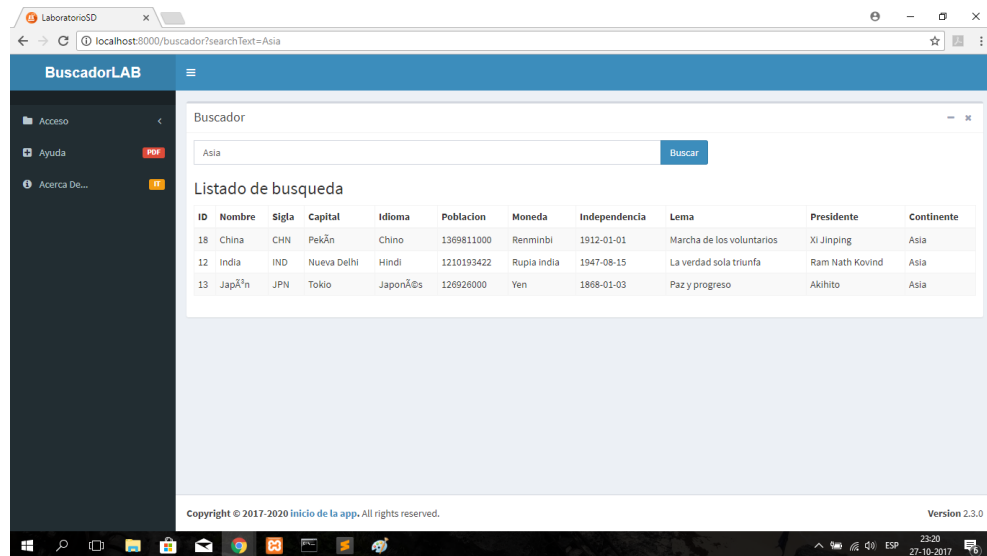 LaboratorioSD
localhost:8000/buscador?searchText=Asia
BuscadorLAB
Acceso
Ayuda PDF
Acerca De... IT
Buscador
Asia Buscar
Listado de busqueda
ID Nombre Sigla Capital Idioma Poblacion Moneda Independencia Lema Presidente Continente
18 China CHN PekÃ­n Chino 1369811000 Renminbi 1912-01-01 Marcha de los voluntarios Xi Jinping Asia
12 India IND Nueva Delhi Hindi 1210193422 Rupia india 1947-08-15 La verdad sola triunfa Ram Nath Kovind Asia
13 JapÃ³n JPN Tokio JaponÃ©s 126926000 Yen 1868-01-03 Paz y progreso Akihito Asia
Copyright © 2017-2020 inicio de la app. All rights reserved. Version 2.3.0
ESP 23:20
27-10-2017
6